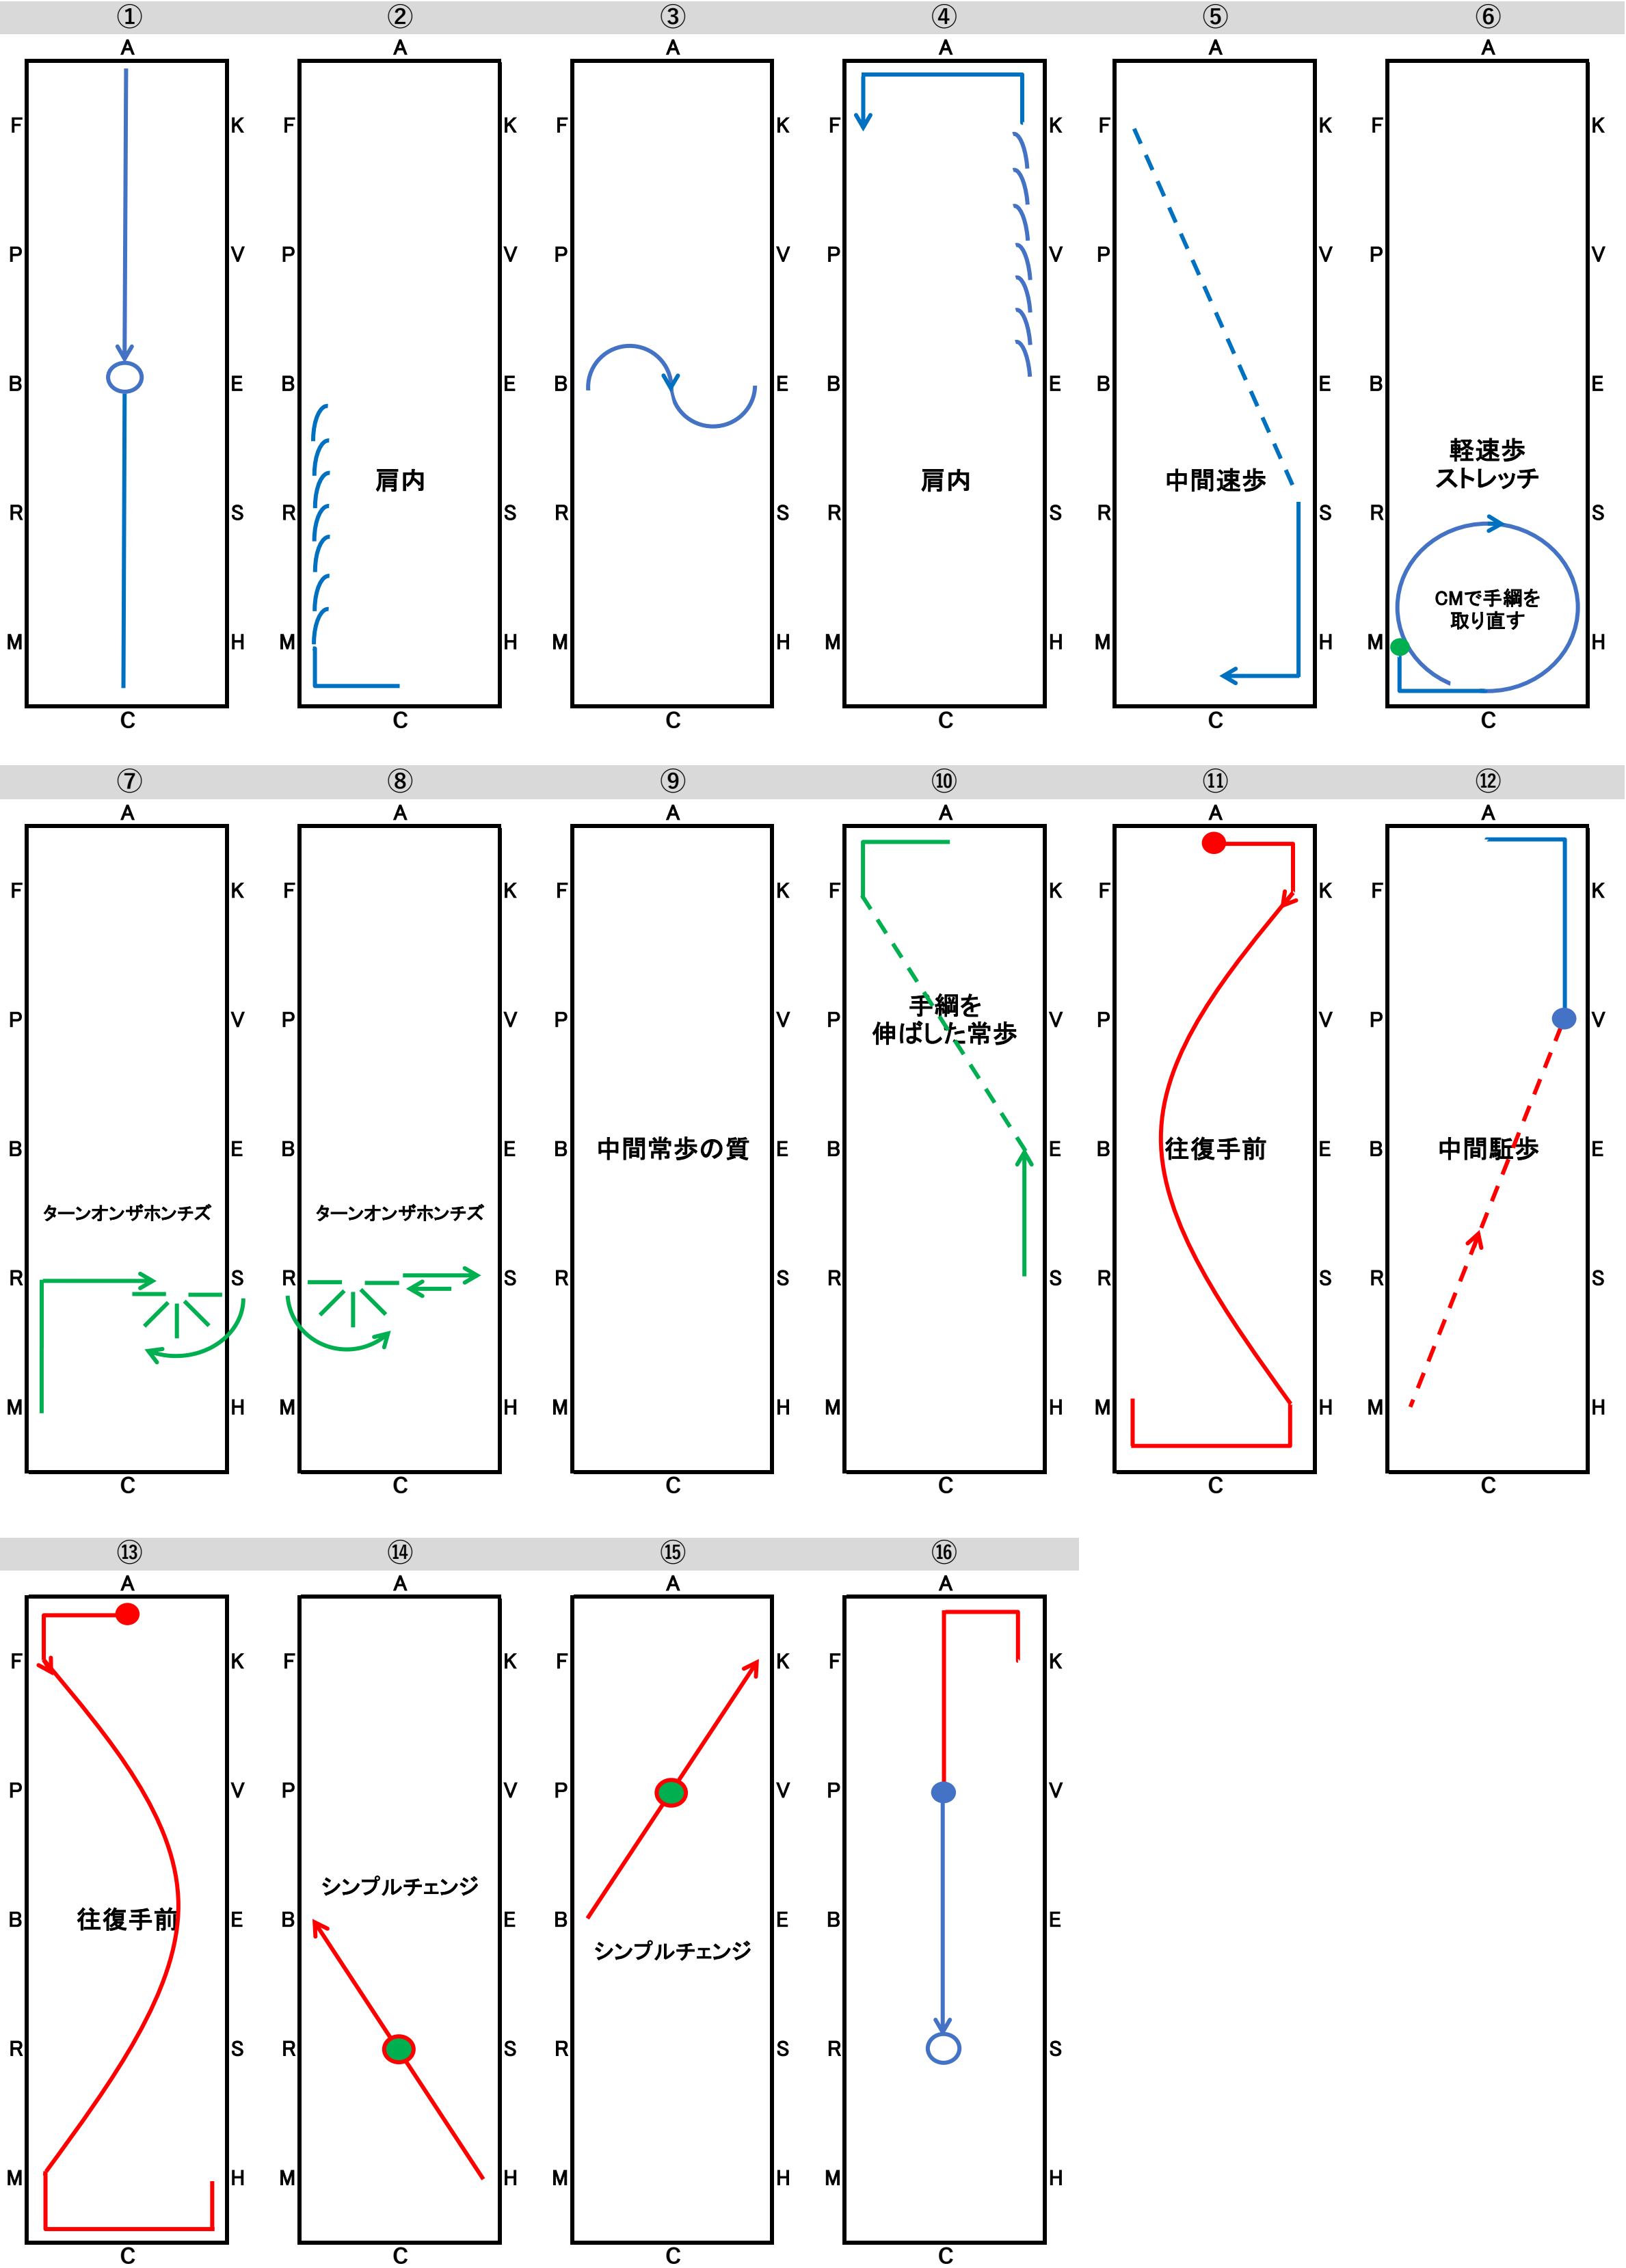 ① ② ③ ④ ⑤ ⑥
A A A A A A
F K F K F K F K F K F K
P V P V P V P V P V P V
B E B E B E B E B E B E
軽速歩
ストレッチ
肩内 肩内 中間速歩
R S R S R S R S R S R S
CMで手綱を
取り直す
M H M H M H M H M H M H
C C C C C C
⑦ ⑧ ⑨ ⑩ ⑪ ⑫
A A A A A A
F K F K F K F K F K F K
手綱を
伸ばした常歩
P V P V P V P V P V P V
B E B E B 中間常歩の質 E B E B 往復手前 E B 中間駈歩 E
ターンオンザホンチズ ターンオンザホンチズ
R S R S R S R S R S R S
M H M H M H M H M H M H
C C C C C C
⑬ ⑭ ⑮ ⑯
A A A A
F K F K F K F K
P V P V P V P V
シンプルチェンジ
B 往復手前 E B E B E B E
シンプルチェンジ
R S R S R S R S
M H M H M H M H
C C C C